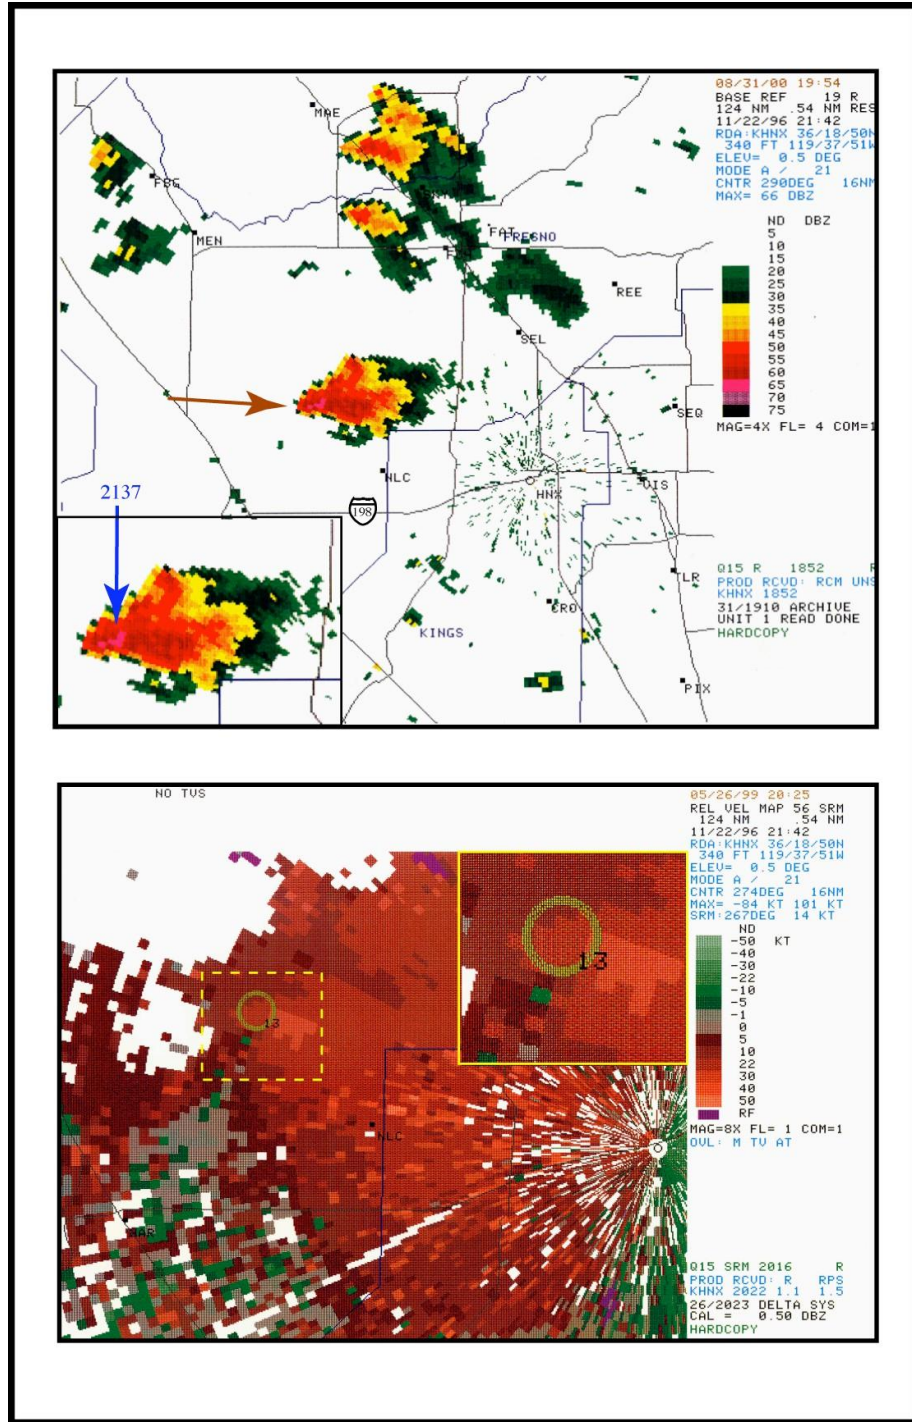 08/31/00 19:54
BASE REF 19 R
124 NM .54 NM RES
11/22/96 21:42
RDA:KHNX 36/18/50N
340 FT 119/37/51W
ELEV= 0.5 DEG
MODE A / 21
CNTR 290DEG 16NM
MAX= 66 DBZ
ND DBZ
5
10
15
20
25
30
35
40
45
50
55
60
65
70
75
MAG=4X FL= 4 COM=1
Q15 R 1852 R
PROD RCVD: RCM UNS
KHNX 1852
31/1910 ARCHIVE
UNIT 1 READ DONE
HARDCOPY
MAE
FBG
MEN
FAT
FRESNO
REE
SEL
SEQ
NLC
HNX
VIS
198
2137
TLR
CRO
KINGS
PIX
NO TVS
05/26/99 20:25
REL VEL MAP 56 SRM
124 NM .54 NM
11/22/96 21:42
RDA:KHNX 36/18/50N
340 FT 119/37/51W
ELEV= 0.5 DEG
MODE A / 21
CNTR 274DEG 16NM
MAX= -84 KT 101 KT
SRM:267DEG 14 KT
ND
-50 KT
-40
-30
-22
-10
-5
-1
0
5
10
22
30
40
50
RF
MAG=8X FL= 1 COM=1
OVL: M TV AT
Q15 SRM 2016 R
PROD RCVD: R RPS
KHNX 2022 1.1 1.5
26/2023 DELTA SYS
CAL = 0.50 DBZ
HARDCOPY
13
13
NLC